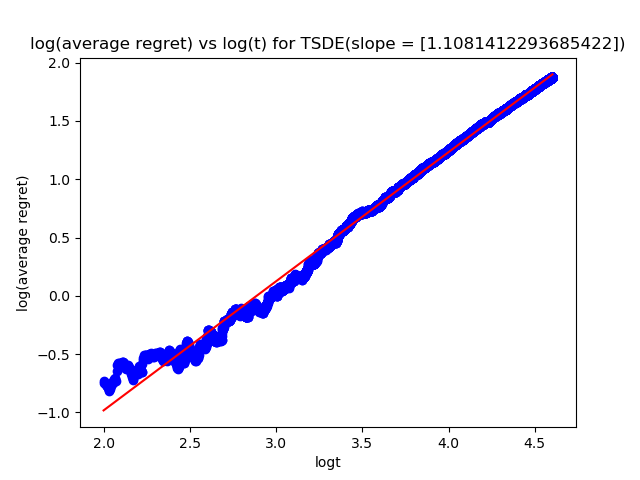 log(average regret) vs log(t) for TSDE(slope = [1.1081412293685422])
2.0
1.5
1.0
0.5
0.0
−0.5
−1.0
log(average regret)
2.0 2.5 3.0 3.5 4.0 4.5
logt